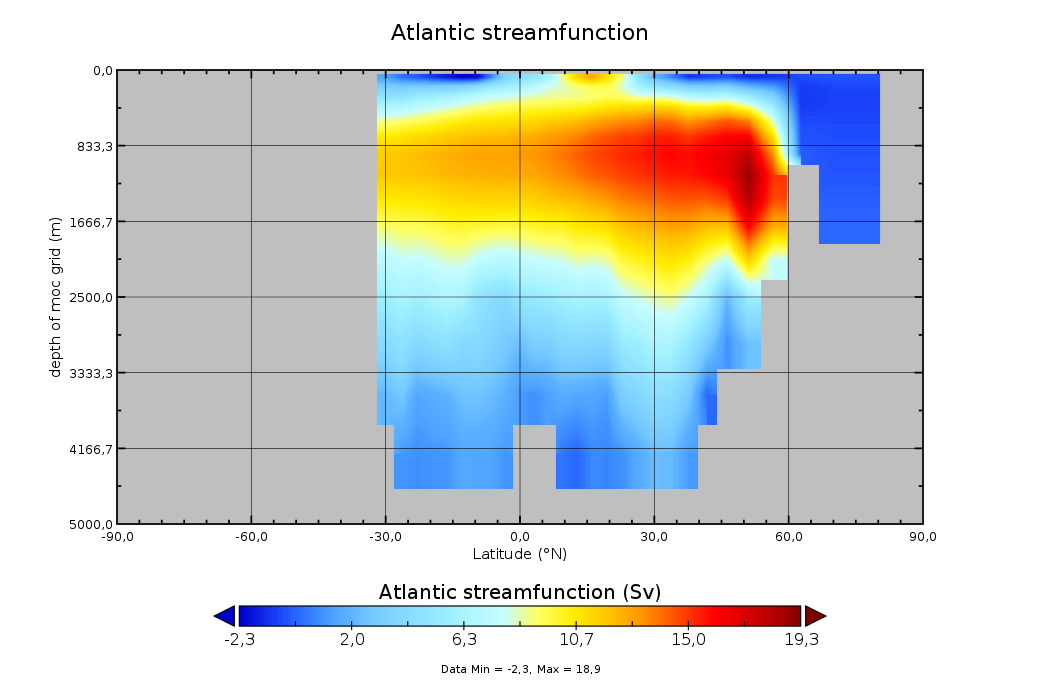 Atlantic streamfunction
0,0
833,3
1666,7
2500,0
3333,3
4166,7
5000,0
depth of moc grid (m)
-90,0 -60,0 -30,0 0,0 30,0 60,0 90,0
Latitude (°N)
Atlantic streamfunction (Sv)
-2,3 2,0 6,3 10,7 15,0 19,3
Data Min = -2,3, Max = 18,9